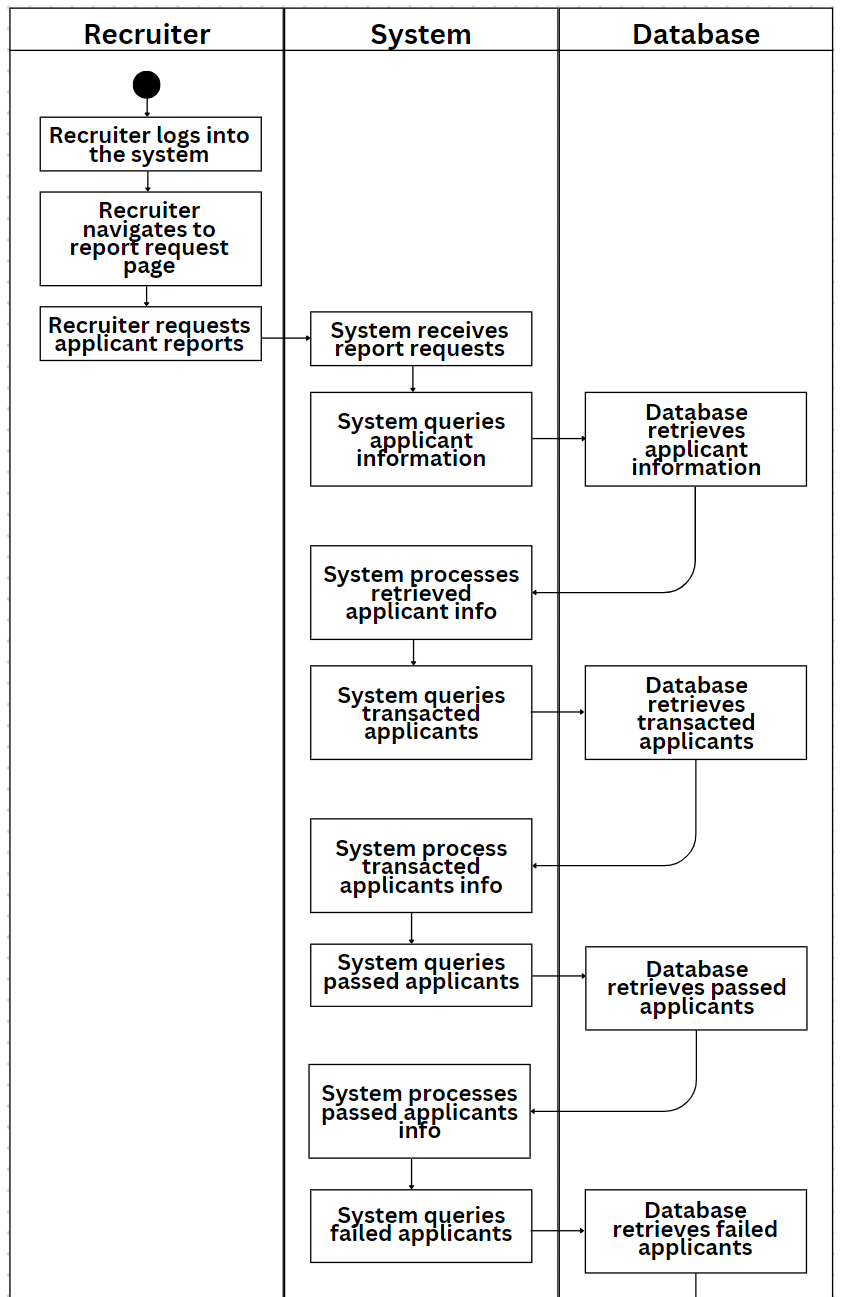 Recruiter
System
Database
Recruiter logs into
the system
Recruiter
navigates to
report request
page
Recruiter requests
applicant reports
System receives
report requests
System queries
applicant
information
Database
retrieves
applicant
information
System processes
retrieved
applicant info
System queries
transacted
applicants
Database
retrieves
transacted
applicants
System process
transacted
applicants info
System queries
passed applicants
Database
retrieves passed
applicants
System processes
passed applicants
info
System queries
failed applicants
Database
retrieves failed
applicants